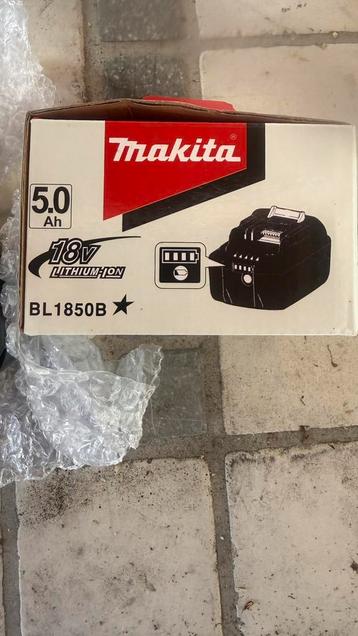 makita®
5.0
Ah
18V
LITHIUM-ION
BL1850B ★